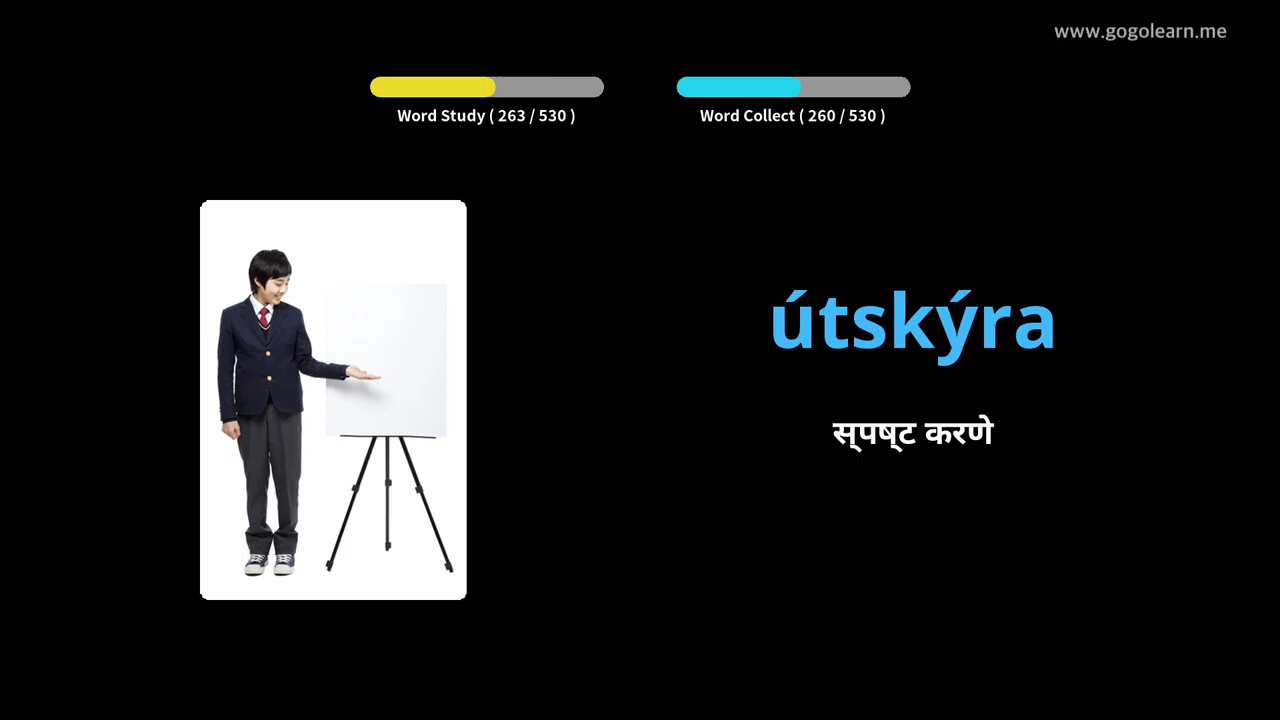 www.gogolearn.me
Word Study ( 263 / 530 )
Word Collect ( 260 / 530 )
útskýra
स्पष्ट करणे